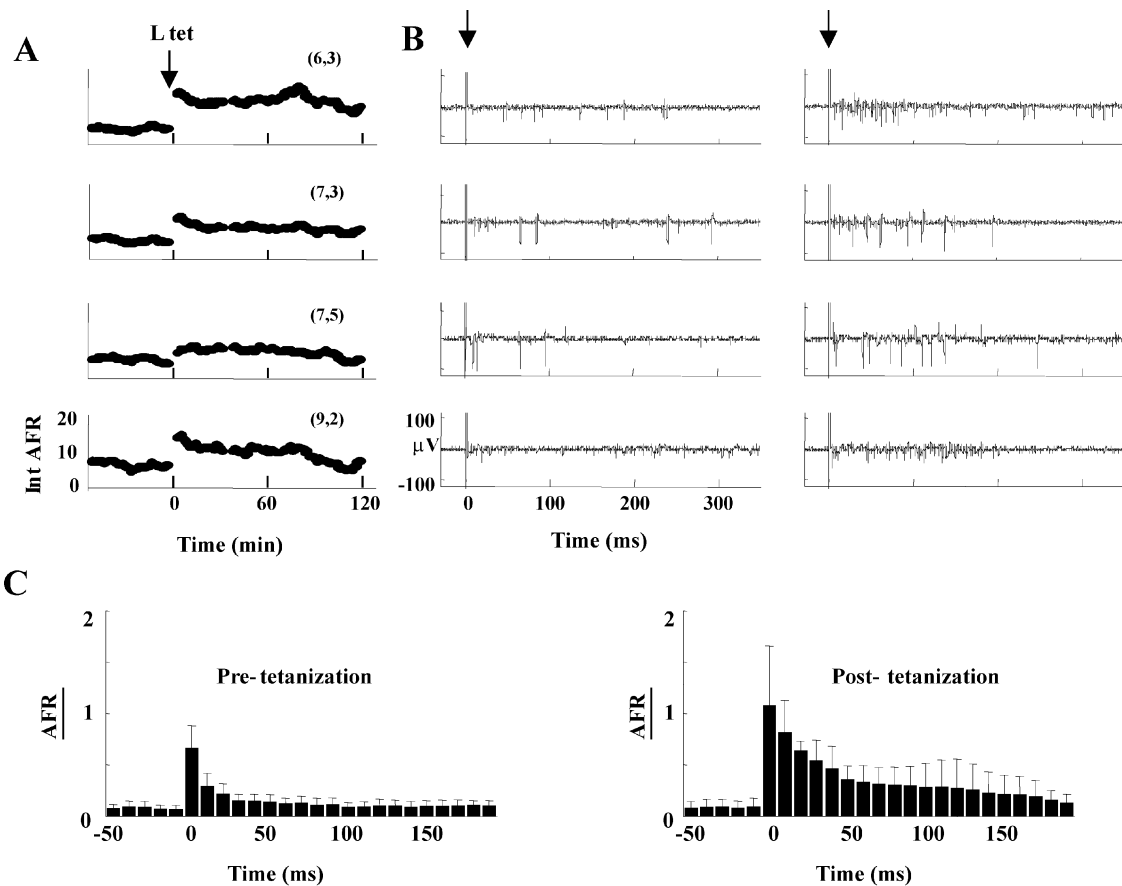 A
L tet
B
(6,3)
(7,3)
(7,5)
(9,2)
20
10
0
Int AFR
0 60 120
Time (min)
100
μV
-100
0 100 200 300
Time (ms)
C
2
1
0
AFR
Pre- tetanization
-50 0 50 100 150
Time (ms)
2
1
0
AFR
Post- tetanization
-50 0 50 100 150
Time (ms)